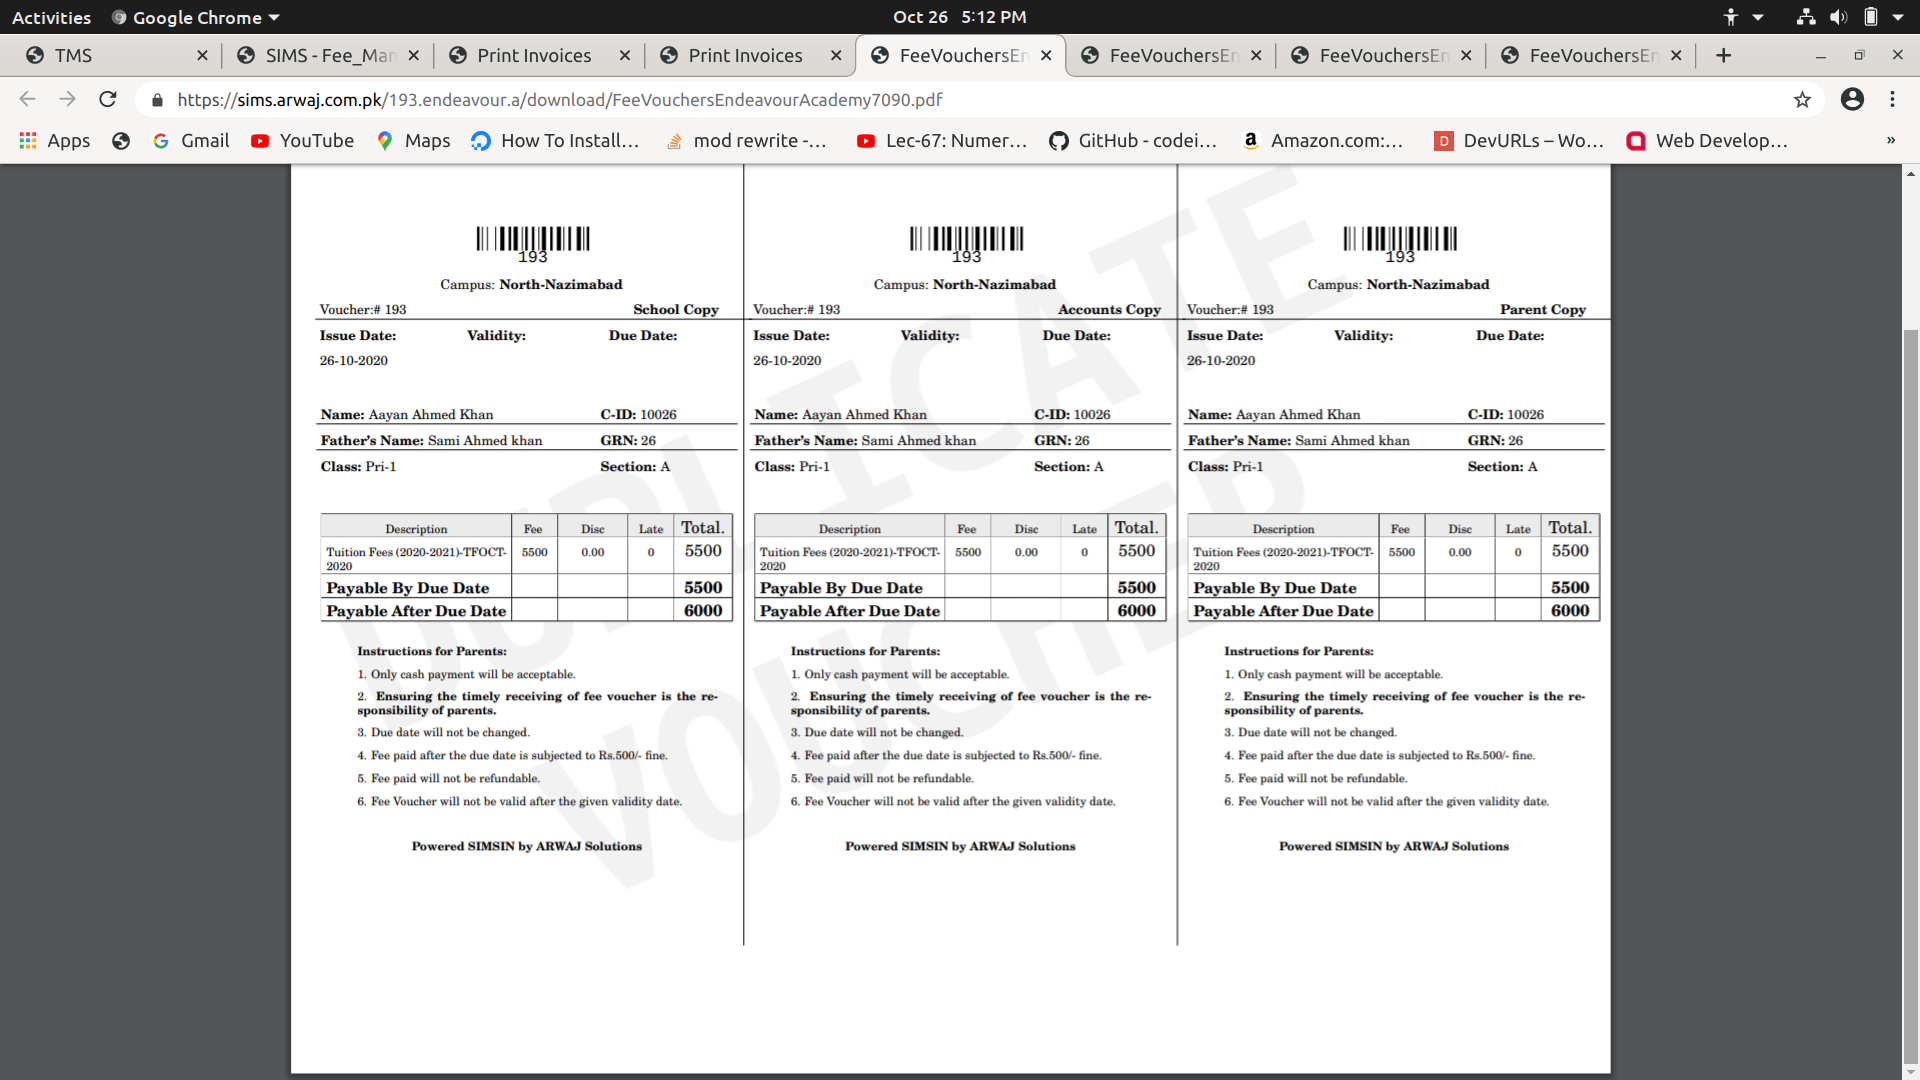 Activities Google Chrome Oct 26 5:12 PM
TMS SIMS - Fee_Man Print Invoices Print Invoices FeeVouchersEn FeeVouchersEn FeeVouchersEn FeeVouchersEn
https://sims.arwaj.com.pk/193.endeavour.a/download/FeeVouchersEndeavourAcademy7090.pdf
Apps Gmail YouTube Maps How To Install... mod rewrite -... Lec-67: Numer... GitHub - codei... Amazon.com:... DevURLs – Wo... Web Develop... »
DUPLICATE
VOUCHER
193
Campus: North-Nazimabad
Voucher:# 193 School Copy
Issue Date: Validity: Due Date:
26-10-2020
Name: Aayan Ahmed Khan C-ID: 10026
Father's Name: Sami Ahmed khan GRN: 26
Class: Pri-1 Section: A
Description Fee Disc Late Total.
Tuition Fees (2020-2021)-TFOCT- 5500 0.00 0 5500
2020
Payable By Due Date 5500
Payable After Due Date 6000
Instructions for Parents:
1. Only cash payment will be acceptable.
2. Ensuring the timely receiving of fee voucher is the re-
sponsibility of parents.
3. Due date will not be changed.
4. Fee paid after the due date is subjected to Rs.500/- fine.
5. Fee paid will not be refundable.
6. Fee Voucher will not be valid after the given validity date.
Powered SIMSIN by ARWAJ Solutions
193
Campus: North-Nazimabad
Voucher:# 193 Accounts Copy
Issue Date: Validity: Due Date:
26-10-2020
Name: Aayan Ahmed Khan C-ID: 10026
Father's Name: Sami Ahmed khan GRN: 26
Class: Pri-1 Section: A
Description Fee Disc Late Total.
Tuition Fees (2020-2021)-TFOCT- 5500 0.00 0 5500
2020
Payable By Due Date 5500
Payable After Due Date 6000
Instructions for Parents:
1. Only cash payment will be acceptable.
2. Ensuring the timely receiving of fee voucher is the re-
sponsibility of parents.
3. Due date will not be changed.
4. Fee paid after the due date is subjected to Rs.500/- fine.
5. Fee paid will not be refundable.
6. Fee Voucher will not be valid after the given validity date.
Powered SIMSIN by ARWAJ Solutions
193
Campus: North-Nazimabad
Voucher:# 193 Parent Copy
Issue Date: Validity: Due Date:
26-10-2020
Name: Aayan Ahmed Khan C-ID: 10026
Father's Name: Sami Ahmed khan GRN: 26
Class: Pri-1 Section: A
Description Fee Disc Late Total.
Tuition Fees (2020-2021)-TFOCT- 5500 0.00 0 5500
2020
Payable By Due Date 5500
Payable After Due Date 6000
Instructions for Parents:
1. Only cash payment will be acceptable.
2. Ensuring the timely receiving of fee voucher is the re-
sponsibility of parents.
3. Due date will not be changed.
4. Fee paid after the due date is subjected to Rs.500/- fine.
5. Fee paid will not be refundable.
6. Fee Voucher will not be valid after the given validity date.
Powered SIMSIN by ARWAJ Solutions